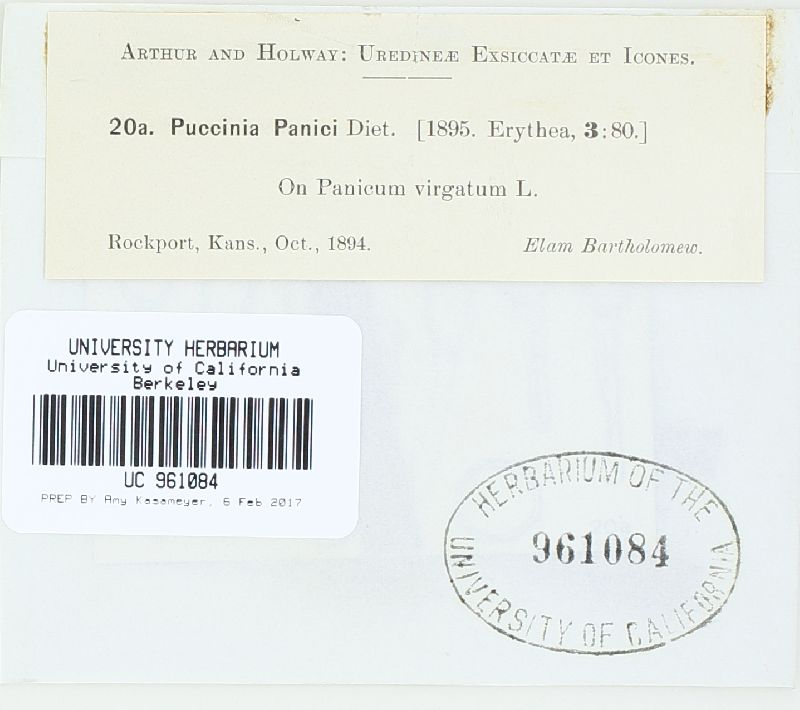 Arthur and Holway: Uredineæ Exsiccatæ et Icones.
20a. Puccinia Panici Diet. [1895. Erythea, 3:80.]
On Panicum virgatum L.
Rockport, Kans., Oct., 1894. Elam Bartholomew.
UNIVERSITY HERBARIUM
University of California
Berkeley
UC 961084
PREP BY Amy Kasameyer, 6 Feb 2017
HERBARIUM OF THE
961084
UNIVERSITY OF CALIFORNIA